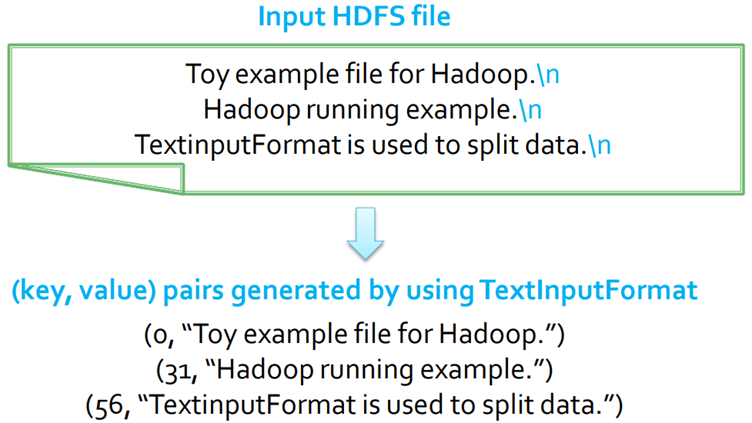 Input HDFS file
Toy example file for Hadoop.\n
Hadoop running example.\n
TextinputFormat is used to split data.\n
(key, value) pairs generated by using TextInputFormat
(0, “Toy example file for Hadoop.”)
(31, “Hadoop running example.”)
(56, “TextinputFormat is used to split data.”)